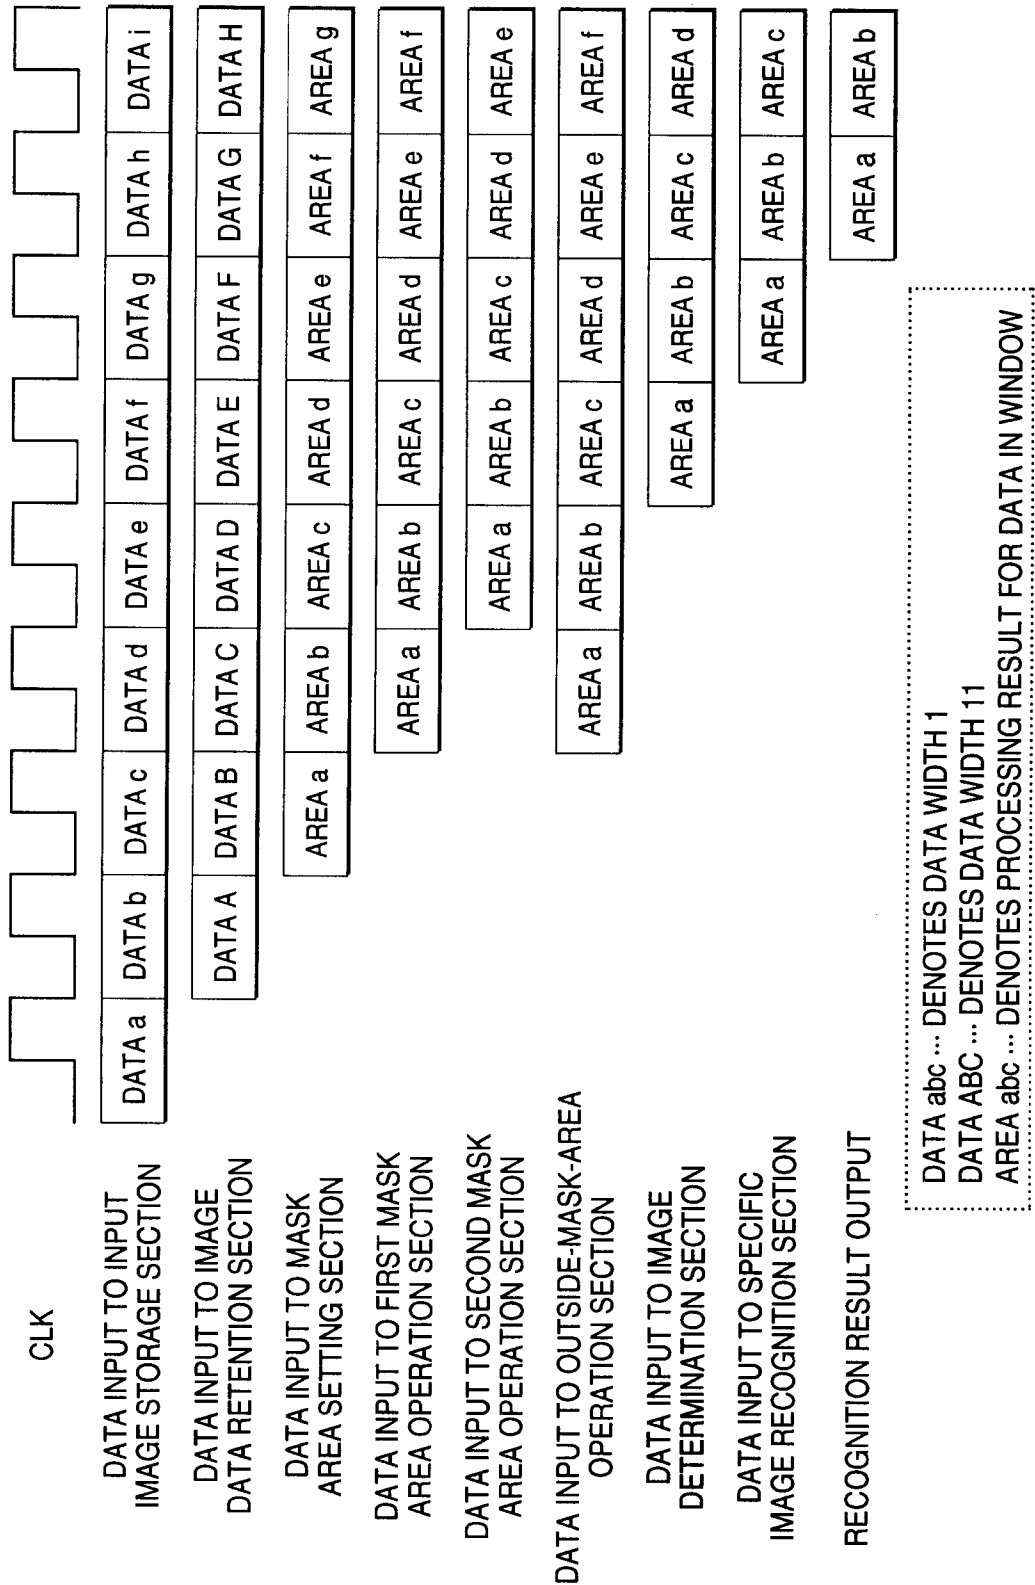 CLK
DATA INPUT TO INPUT
IMAGE STORAGE SECTION
DATA a DATA b DATA c DATA d DATA e DATA f DATA g DATA h DATA i
DATA INPUT TO IMAGE
DATA RETENTION SECTION
DATA A DATA B DATA C DATA D DATA E DATA F DATA G DATA H
DATA INPUT TO MASK
AREA SETTING SECTION
AREA a AREA b AREA c AREA d AREA e AREA f AREA g
DATA INPUT TO FIRST MASK
AREA OPERATION SECTION
AREA a AREA b AREA c AREA d AREA e AREA f
DATA INPUT TO SECOND MASK
AREA OPERATION SECTION
AREA a AREA b AREA c AREA d AREA e
DATA INPUT TO OUTSIDE-MASK-AREA
OPERATION SECTION
AREA a AREA b AREA c AREA d AREA e AREA f
DATA INPUT TO IMAGE
DETERMINATION SECTION
AREA a AREA b AREA c AREA d
DATA INPUT TO SPECIFIC
IMAGE RECOGNITION SECTION
AREA a AREA b AREA c
RECOGNITION RESULT OUTPUT
AREA a AREA b
DATA abc ··· DENOTES DATA WIDTH 1
DATA ABC ··· DENOTES DATA WIDTH 11
AREA abc ··· DENOTES PROCESSING RESULT FOR DATA IN WINDOW